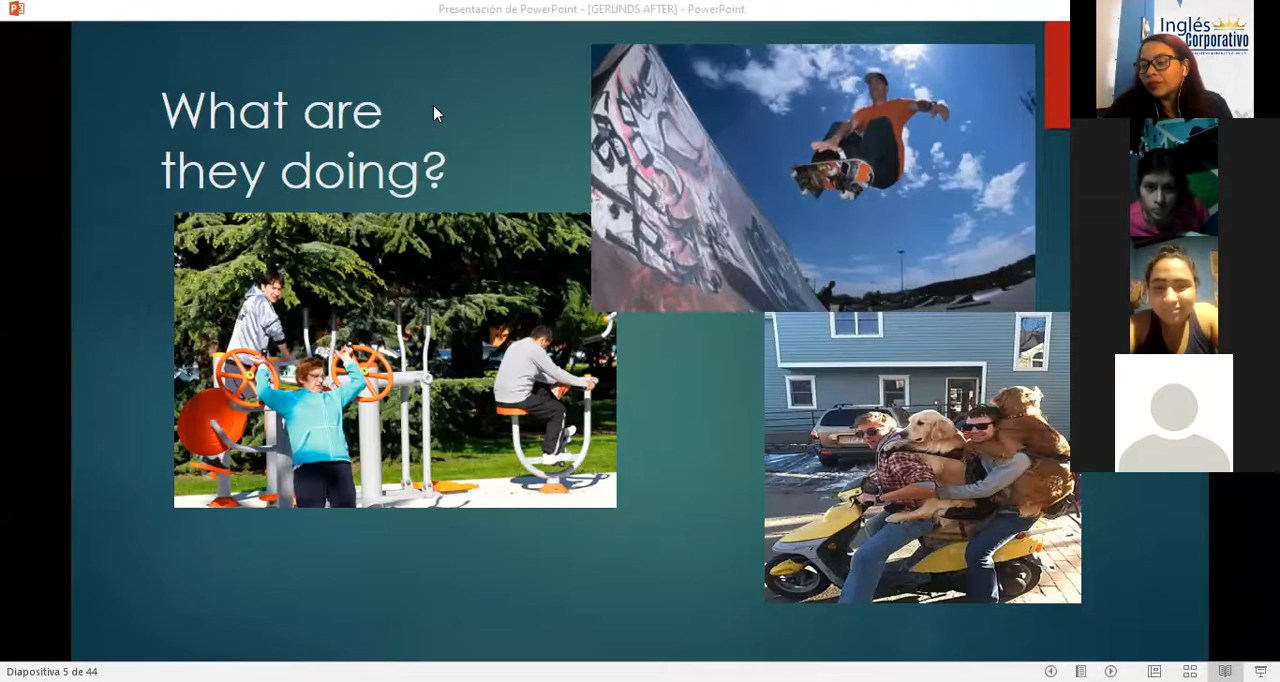 Presentación de PowerPoint - [GERUNDS AFTER] - PowerPoint
Inglés
Corporativo
What are
they doing?
Diapositiva 5 de 44